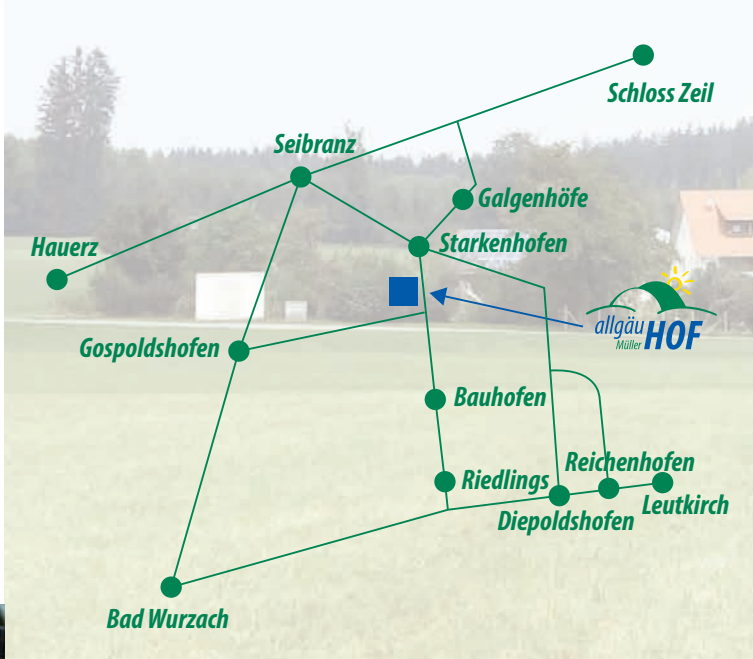 Schloss Zeil
Seibranz
Galgenhöfe
Hauerz
Starkenhofen
allgäu HOF
Müller
Gospoldshofen
Bauhofen
Reichenhofen
Riedlings
Leutkirch
Diepoldshofen
Bad Wurzach